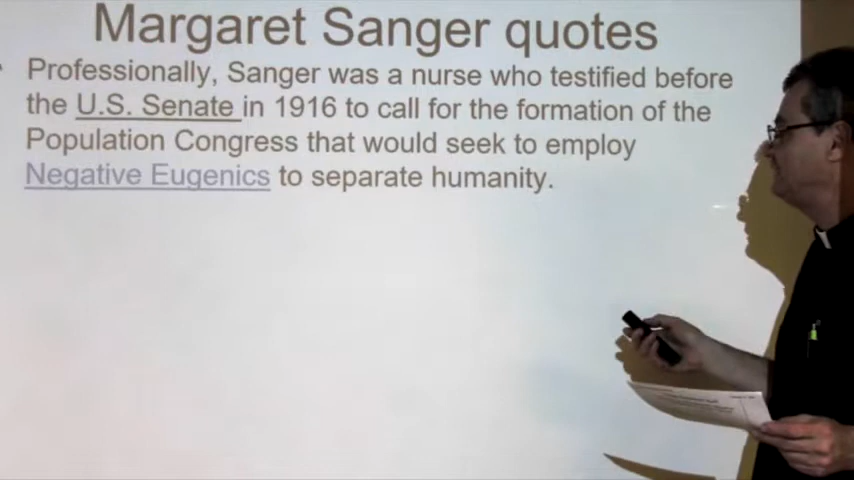 Margaret Sanger quotes
Professionally, Sanger was a nurse who testified before
the U.S. Senate in 1916 to call for the formation of the
Population Congress that would seek to employ
Negative Eugenics to separate humanity.